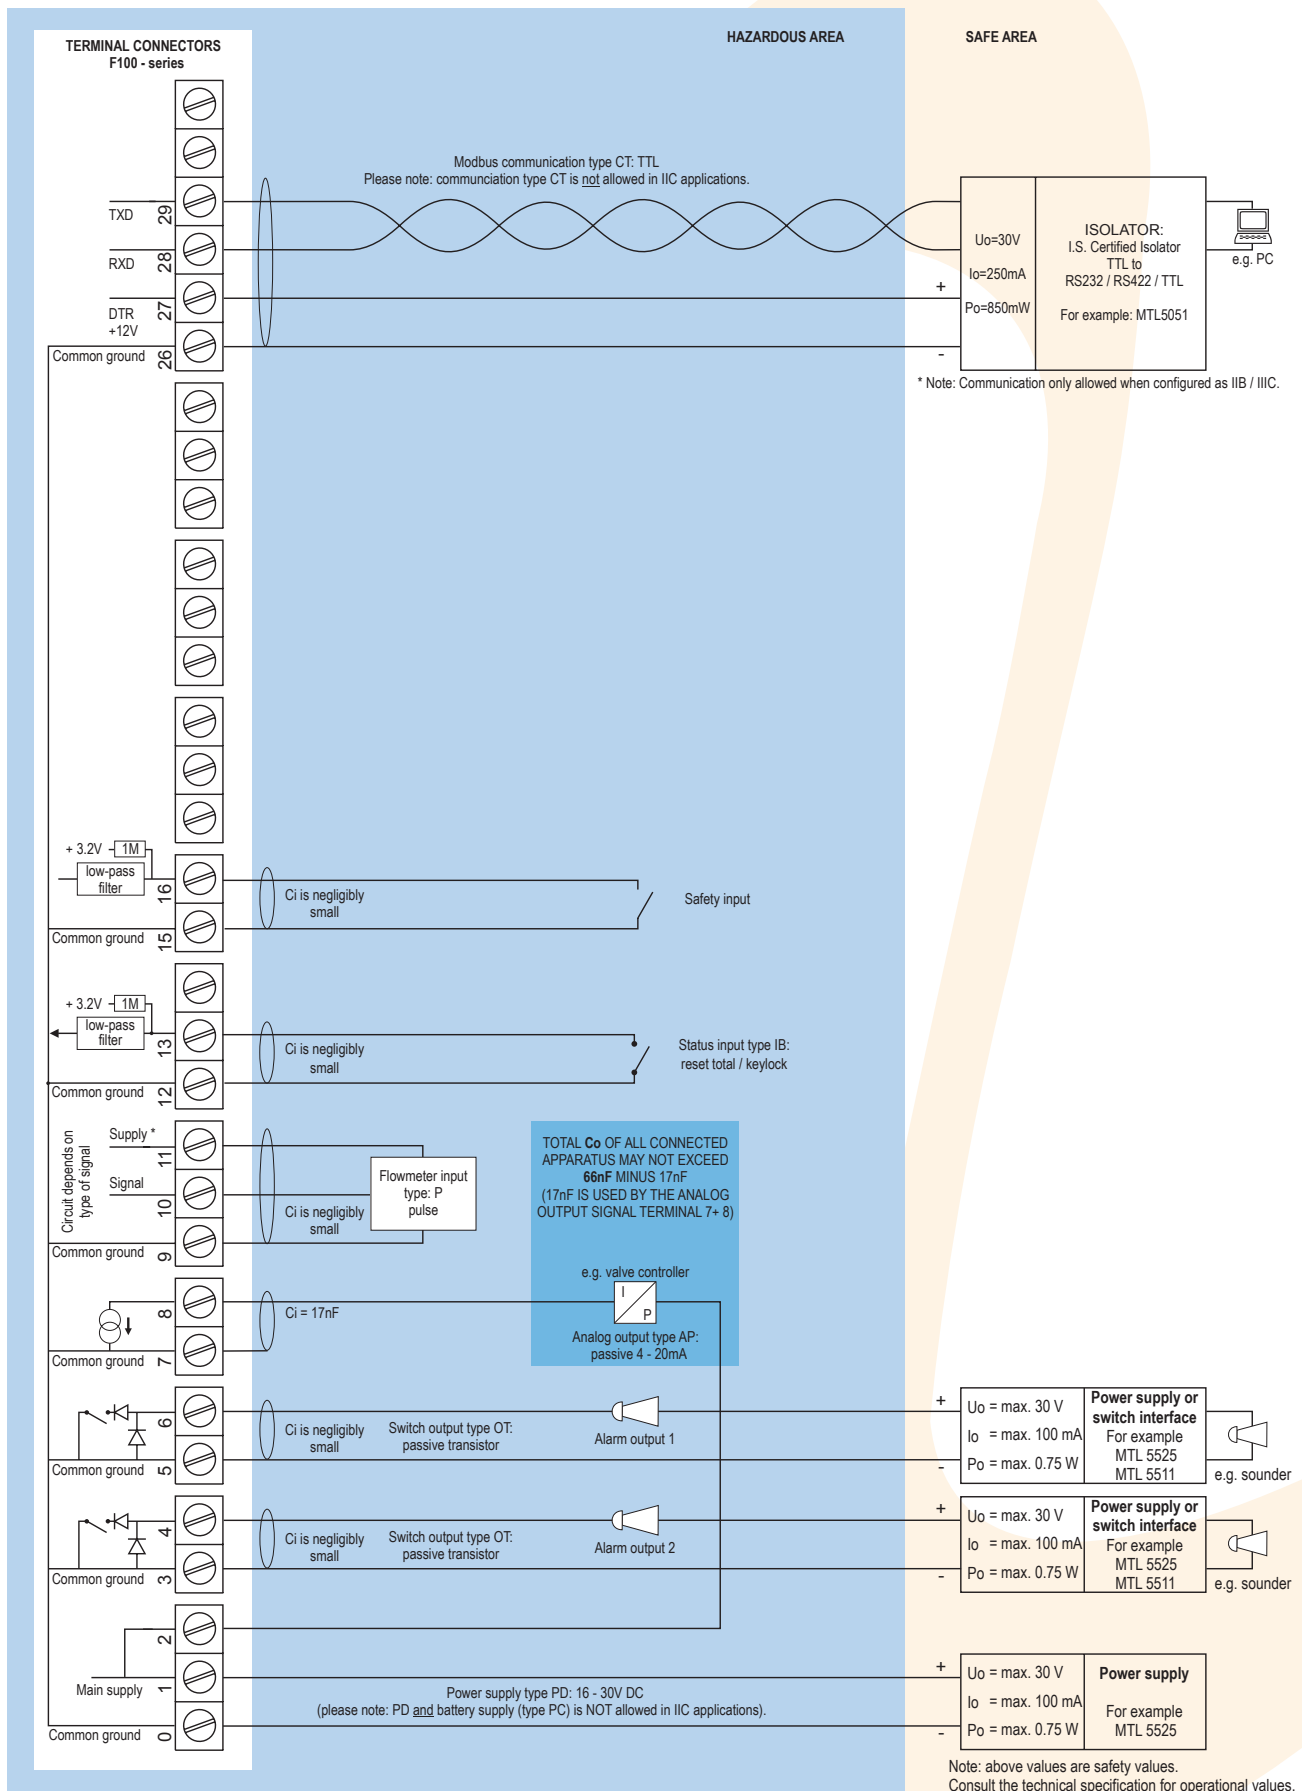 TERMINAL CONNECTORS
F100 - series
HAZARDOUS AREA
SAFE AREA
Modbus communication type CT: TTL
Please note: communciation type CT is not allowed in IIC applications.
TXD
29
RXD
28
DTR
+12V
27
Common ground
26
+
-
Uo=30V
Io=250mA
Po=850mW
ISOLATOR:
I.S. Certified Isolator
TTL to
RS232 / RS422 / TTL
For example: MTL5051
e.g. PC
* Note: Communication only allowed when configured as IIB / IIIC.
+ 3.2V
1M
low-pass
filter
16
Common ground
15
Ci is negligibly
small
Safety input
+ 3.2V
1M
low-pass
filter
13
Common ground
12
Ci is negligibly
small
Status input type IB:
reset total / keylock
Circuit depends on
type of signal
Supply *
11
Signal
10
Common ground
9
Ci is negligibly
small
Flowmeter input
type: P
pulse
TOTAL Co OF ALL CONNECTED
APPARATUS MAY NOT EXCEED
66nF MINUS 17nF
(17nF IS USED BY THE ANALOG
OUTPUT SIGNAL TERMINAL 7+ 8)
e.g. valve controller
I
P
Analog output type AP:
passive 4 - 20mA
8
Ci = 17nF
Common ground
7
6
Common ground
5
Ci is negligibly
small
Switch output type OT:
passive transistor
Alarm output 1
+
-
Uo = max. 30 V
Io = max. 100 mA
Po = max. 0.75 W
Power supply or
switch interface
For example
MTL 5525
MTL 5511
e.g. sounder
4
Common ground
3
Ci is negligibly
small
Switch output type OT:
passive transistor
Alarm output 2
+
-
Uo = max. 30 V
Io = max. 100 mA
Po = max. 0.75 W
Power supply or
switch interface
For example
MTL 5525
MTL 5511
e.g. sounder
2
Main supply
1
Common ground
0
Power supply type PD: 16 - 30V DC
(please note: PD and battery supply (type PC) is NOT allowed in IIC applications).
+
-
Uo = max. 30 V
Io = max. 100 mA
Po = max. 0.75 W
Power supply
For example
MTL 5525
Note: above values are safety values.
Consult the technical specification for operational values.